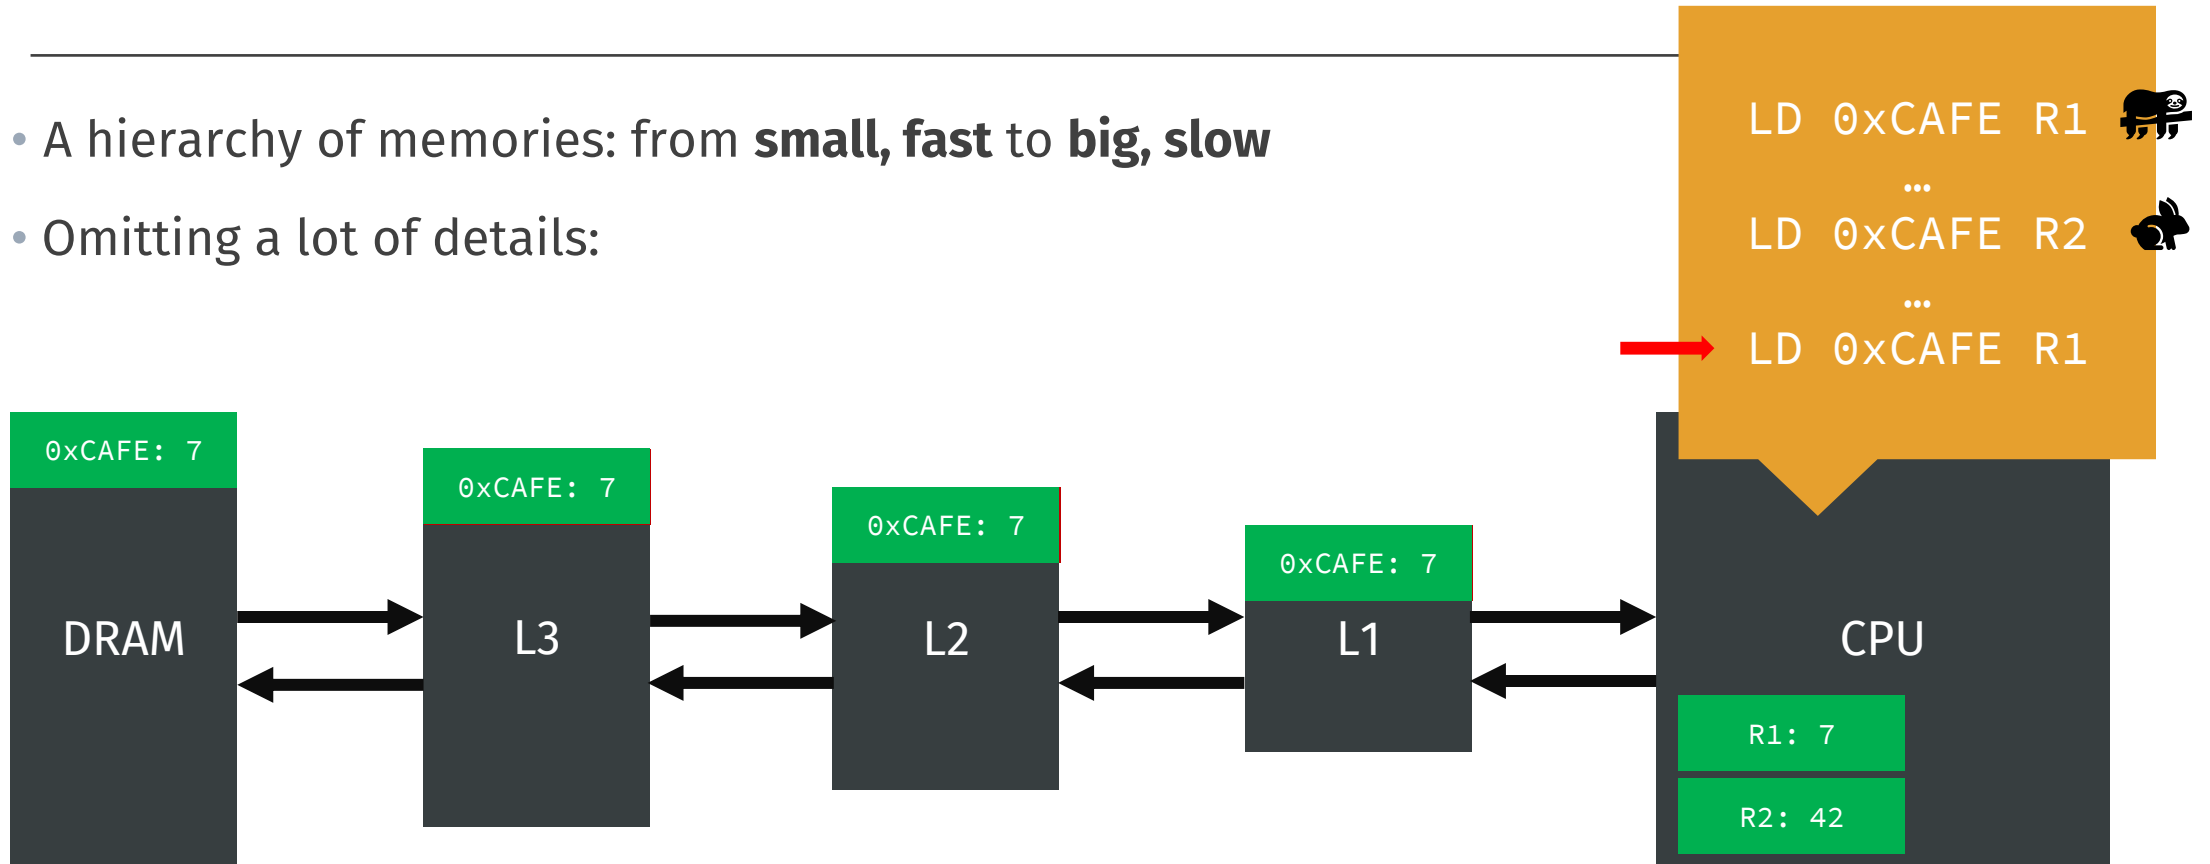 • A hierarchy of memories: from small, fast to big, slow
• Omitting a lot of details:
LD 0xCAFE R1
…
LD 0xCAFE R2
…
LD 0xCAFE R1
0xCAFE: 7
DRAM
0xCAFE: 7
L3
0xCAFE: 7
L2
0xCAFE: 7
L1
CPU
R1: 7
R2: 42